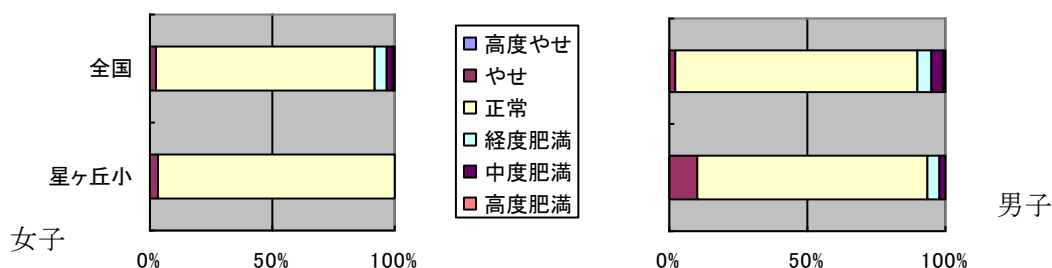 全国
星ヶ丘小
女子
0%
50%
100%
高度やせ
やせ
正常
経度肥満
中度肥満
高度肥満
男子
0%
50%
100%